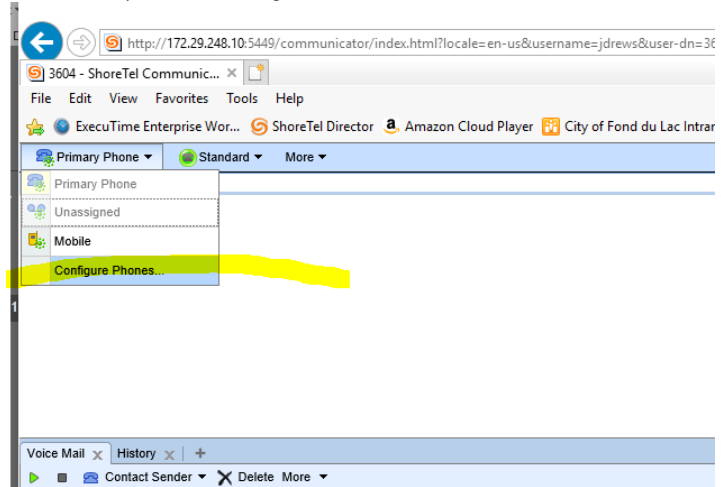 http://172.29.248.10:5449/communicator/index.html?locale=en-us&username=jdrews&user-dn=36
3604 - ShoreTel Communic...
File Edit View Favorites Tools Help
ExecuTime Enterprise Wor... ShoreTel Director Amazon Cloud Player City of Fond du Lac Intrar
Primary Phone Standard More
Primary Phone
Unassigned
Mobile
Configure Phones...
1
Voice Mail x History x +
Contact Sender Delete More